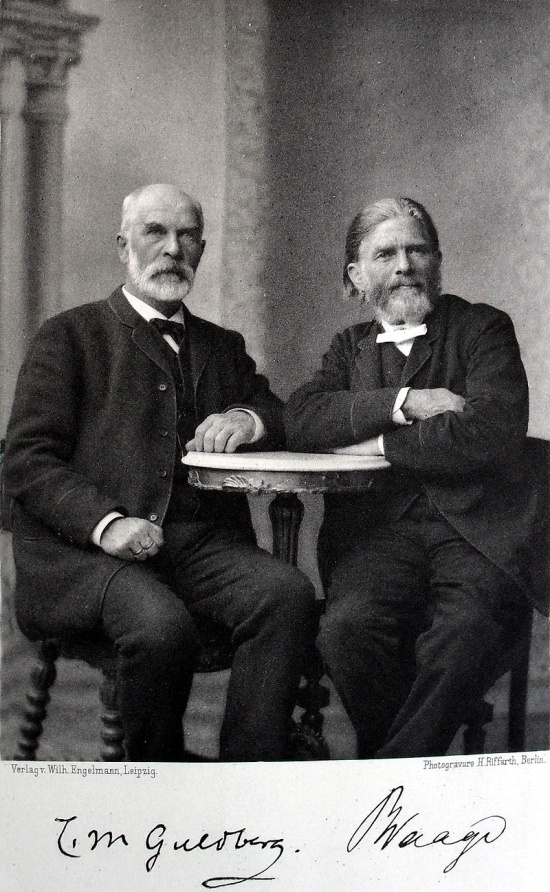 Verlag v. Wilh. Engelmann, Leipzig.
Photogravure H. Riffarth, Berlin.
C. M Guldberg.
P Waage